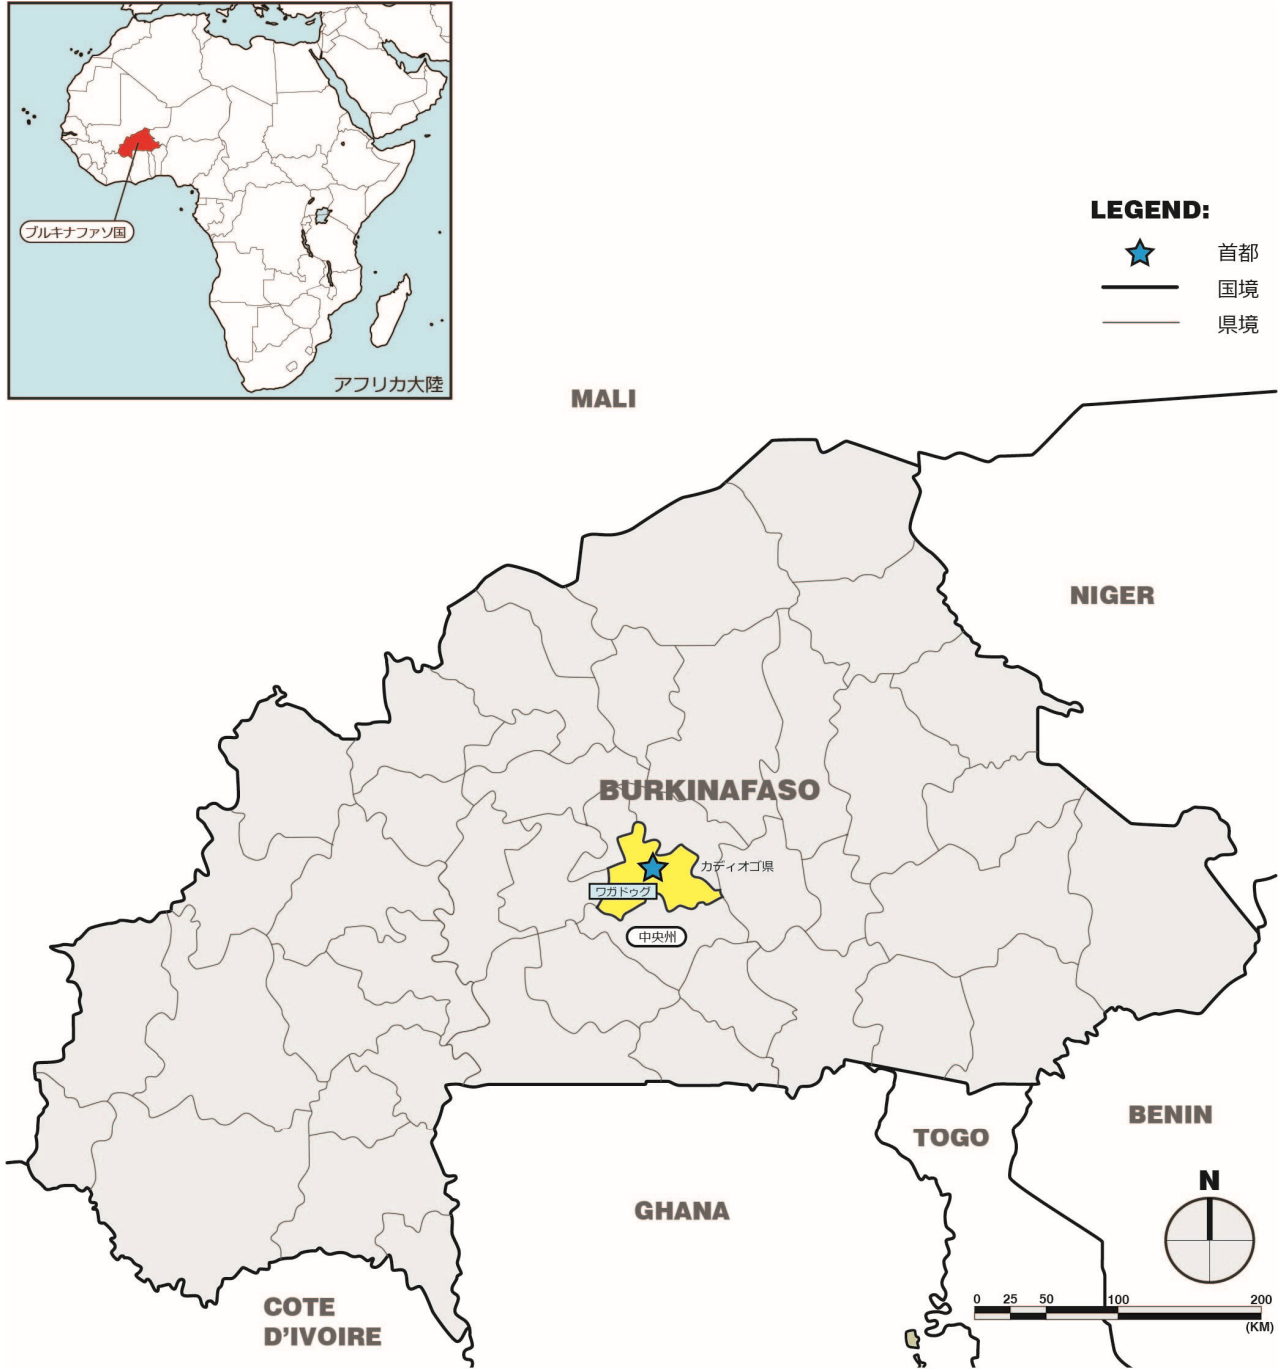 ブルキナファソ国
アフリカ大陸
LEGEND:
首都
国境
県境
MALI
NIGER
BURKINAFASO
カディオゴ県
ワガドゥグ
中央州
BENIN
TOGO
N
GHANA
0 25 50 100 200
(KM)
COTE
D'IVOIRE